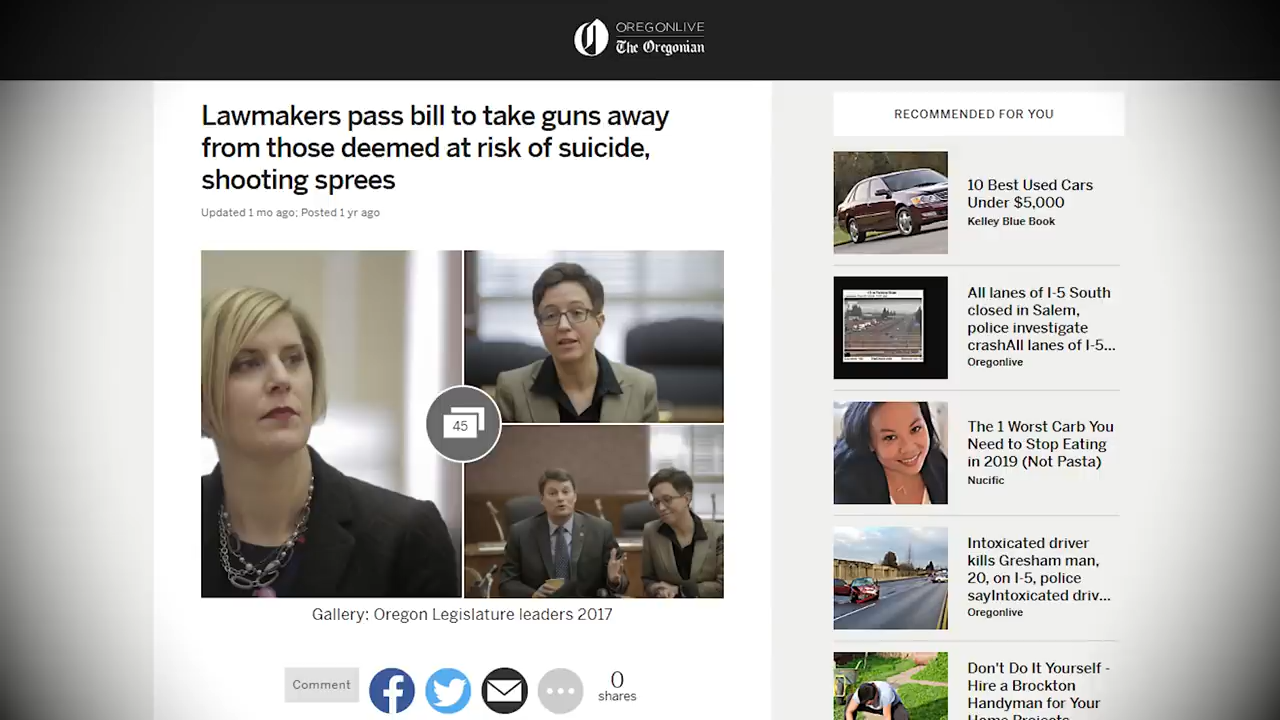 OREGONLIVE
The Oregonian
Lawmakers pass bill to take guns away
from those deemed at risk of suicide,
shooting sprees
Updated 1 mo ago; Posted 1 yr ago
45
Gallery: Oregon Legislature leaders 2017
Comment
0
shares
RECOMMENDED FOR YOU
10 Best Used Cars
Under $5,000
Kelley Blue Book
All lanes of I-5 South
closed in Salem,
police investigate
crashAll lanes of I-5...
Oregonlive
The 1 Worst Carb You
Need to Stop Eating
in 2019 (Not Pasta)
Nucific
Intoxicated driver
kills Gresham man,
20, on I-5, police
sayIntoxicated driv...
Oregonlive
Don't Do It Yourself -
Hire a Brockton
Handyman for Your
Home Projects